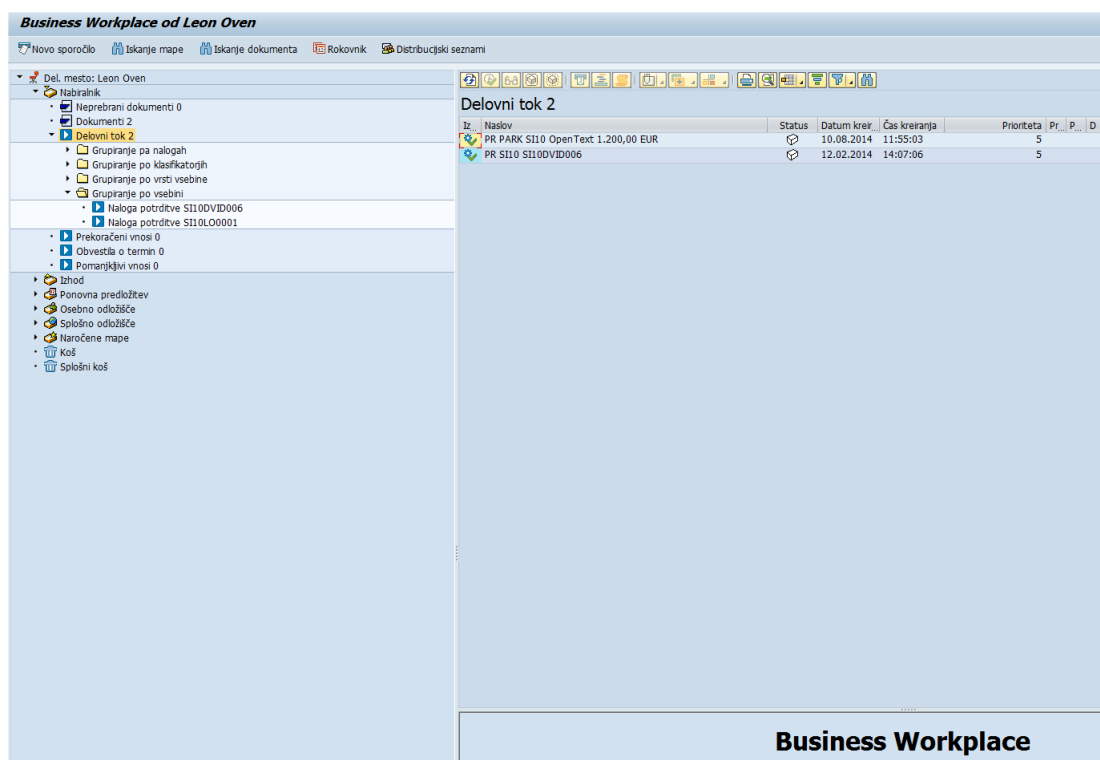 Business Workplace od Leon Oven
Novo sporočilo Iskanje mape Iskanje dokumenta Rokovnik Distribucijski seznami
Del. mesto: Leon Oven
Nabiralnik
Neprebrani dokumenti 0
Dokumenti 2
Delovni tok 2
Grupiranje pa nalogah
Grupiranje po klasifikatorjih
Grupiranje po vrsti vsebine
Grupiranje po vsebini
Naloga potrditve SI10DVID006
Naloga potrditve SI10LO0001
Prekoračeni vnosi 0
Obvestila o termin 0
Pomanjkljivi vnosi 0
Izhod
Ponovna predložitev
Osebno odložišče
Splošno odložišče
Naročene mape
Koš
Splošni koš
Delovni tok 2
Iz... Naslov Status Datum kreir... Čas kreiranja Prioriteta Pr... P... D
PR PARK SI10 OpenText 1.200,00 EUR 10.08.2014 11:55:03 5
PR SI10 SI10DVID006 12.02.2014 14:07:06 5
Business Workplace